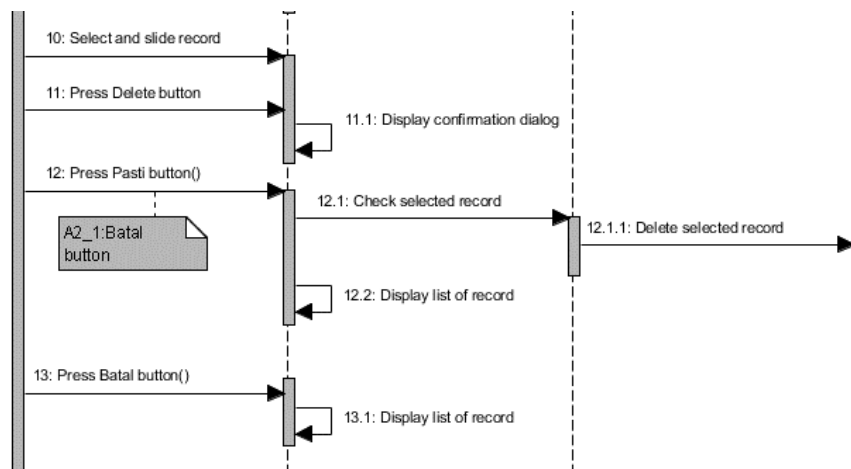 10: Select and slide record
11: Press Delete button
11.1: Display confirmation dialog
12: Press Pasti button()
12.1: Check selected record
12.1.1: Delete selected record
A2_1:Batal
button
12.2: Display list of record
13: Press Batal button()
13.1: Display list of record